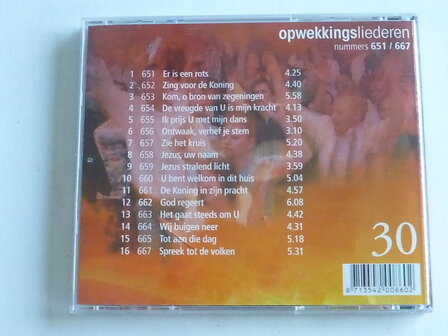 opwekkingsliederen
nummers 651 / 667
1 651 Er is een rots 4.25
2 652 Zing voor de Koning 4.40
3 653 Kom, o bron van zegeningen 5.58
4 654 De vreugde van U is mijn kracht 4.13
5 655 Ik prijs U met mijn dans 3.50
6 656 Ontwaak, verhef je stem 3.10
7 657 Zie het kruis 5.20
8 658 Jezus, uw naam 4.38
9 659 Jezus stralend licht 3.59
10 660 U bent welkom in dit huis 5.04
11 661 De Koning in zijn pracht 4.57
12 662 God regeert 6.08
13 663 Het gaat steeds om U 4.42
14 664 Wij buigen neer 4.31
15 665 Tot aan die dag 5.18
16 667 Spreek tot de volken 5.31
30
8 713542 008602